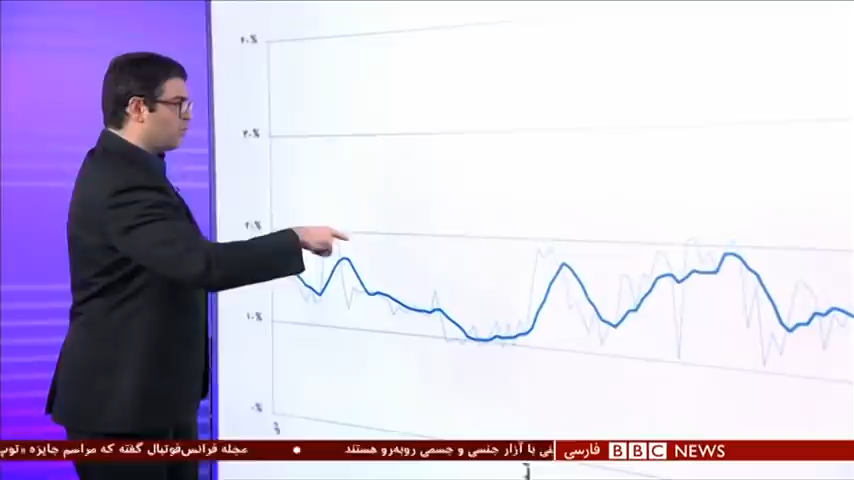 ۴۰%
۳۰%
۲۰%
۱۰%
۰%
با آزار جنسی و جسمی روبه‌رو هستند • مجله فرانس‌فوتبال گفته که مراسم جایزه «توپ
BBC NEWS فارسی